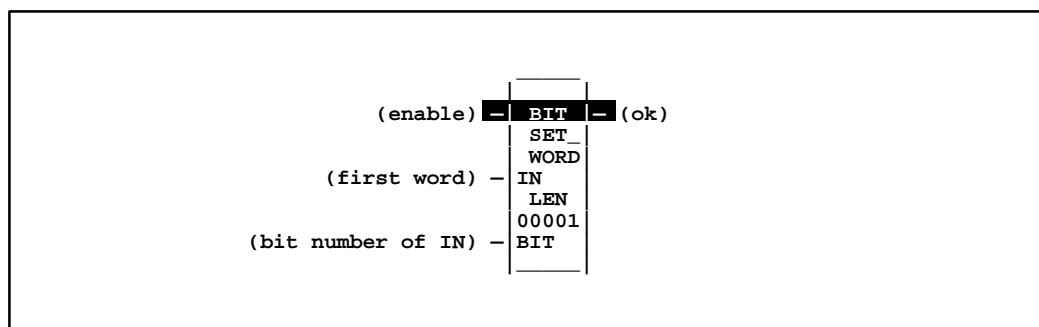 (enable) BIT (ok)
SET_
WORD
(first word) IN
LEN
00001
(bit number of IN) BIT